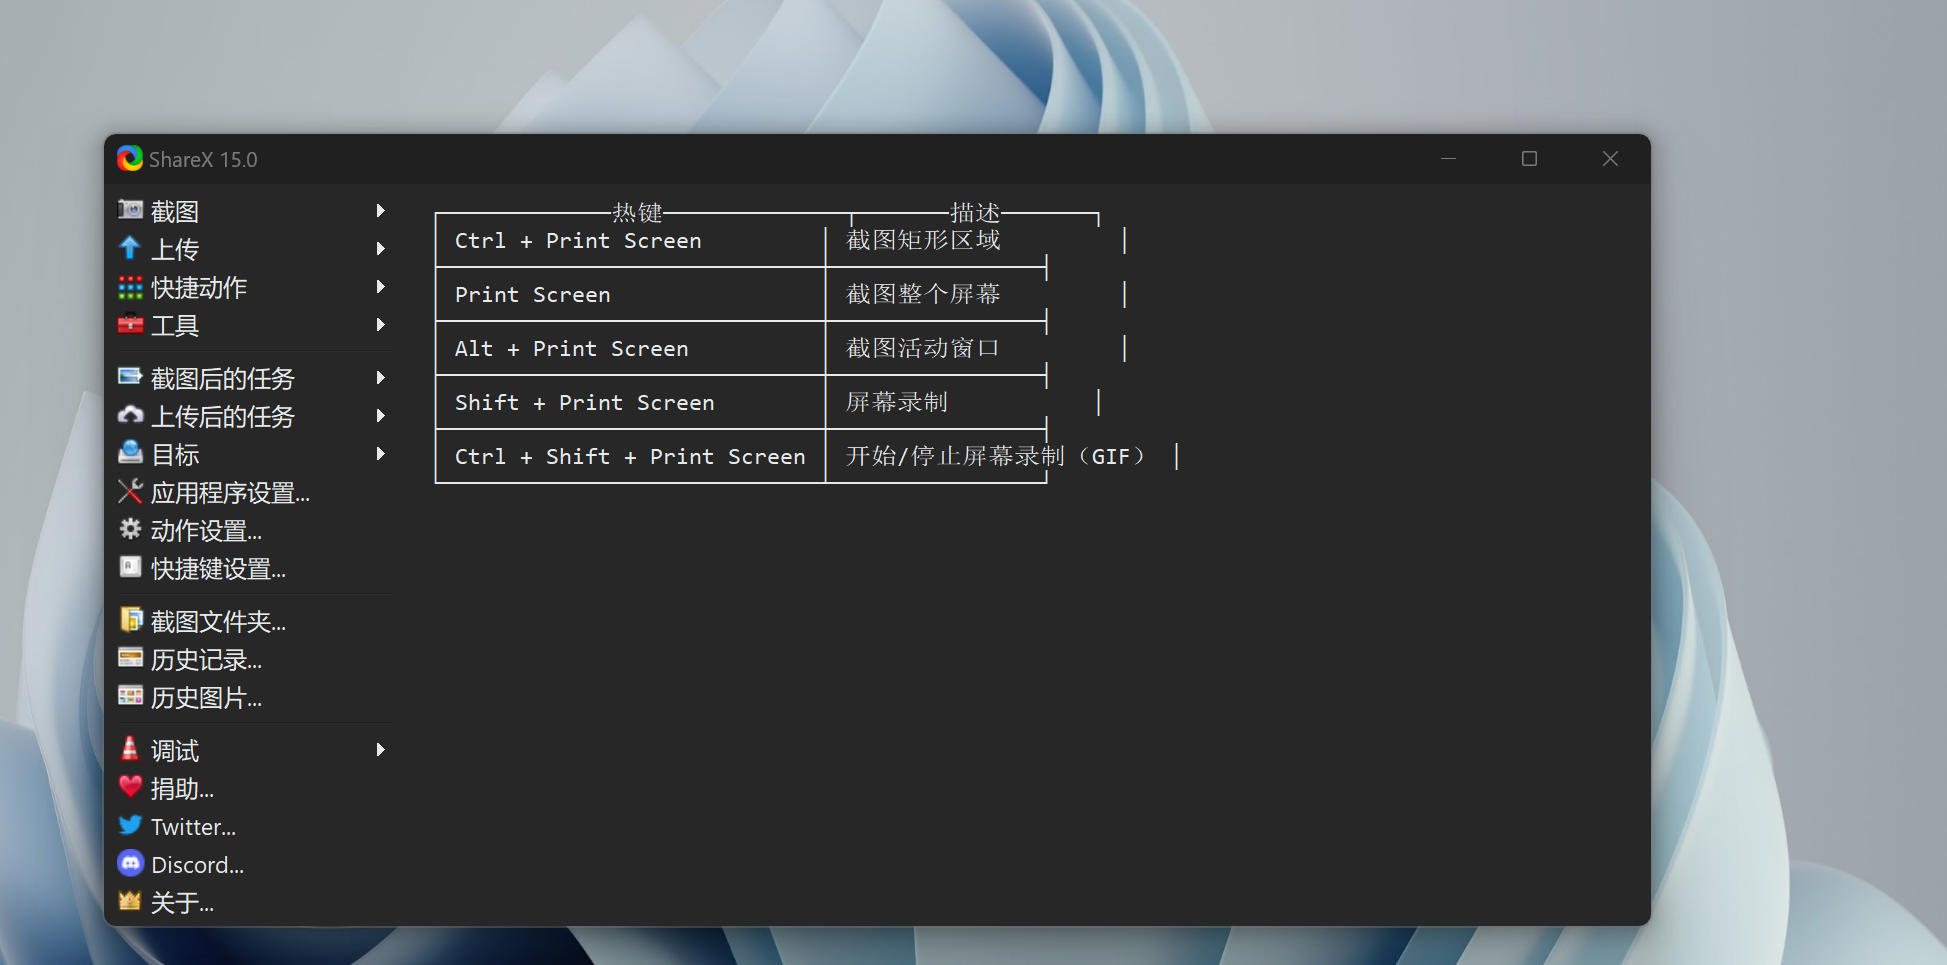 ShareX 15.0
截图
上传
快捷动作
工具
截图后的任务
上传后的任务
目标
应用程序设置...
动作设置...
快捷键设置...
截图文件夹...
历史记录...
历史图片...
调试
捐助...
Twitter...
Discord...
关于...
热键 描述
Ctrl + Print Screen 截图矩形区域
Print Screen 截图整个屏幕
Alt + Print Screen 截图活动窗口
Shift + Print Screen 屏幕录制
Ctrl + Shift + Print Screen 开始/停止屏幕录制（GIF）